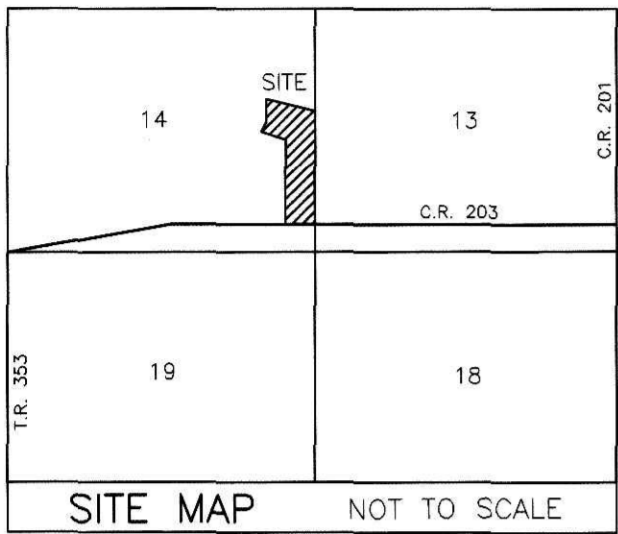 SITE
14
13
C.R. 201
C.R. 203
T.R. 353
19
18
SITE MAP
NOT TO SCALE